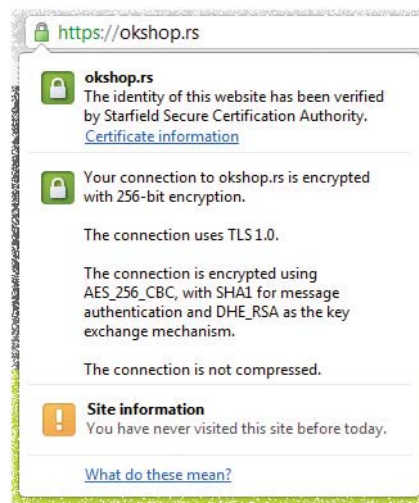 https://okshop.rs
okshop.rs
The identity of this website has been verified
by Starfield Secure Certification Authority.
Certificate information
Your connection to okshop.rs is encrypted
with 256-bit encryption.
The connection uses TLS 1.0.
The connection is encrypted using
AES_256_CBC, with SHA1 for message
authentication and DHE_RSA as the key
exchange mechanism.
The connection is not compressed.
Site information
You have never visited this site before today.
What do these mean?